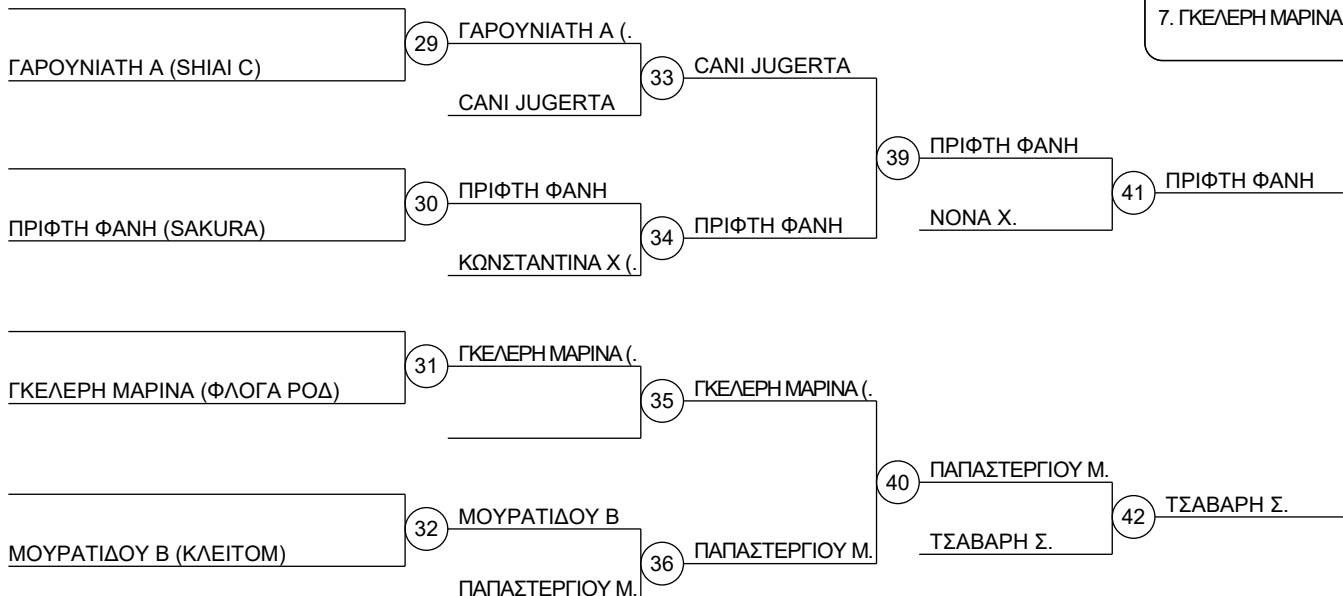 7. ΓΚΕΛΕΡΗ ΜΑΡΙΝΑ
29
ΓΑΡΟΥΝΙΑΤΗ Α (.
ΓΑΡΟΥΝΙΑΤΗ Α (SHIAI C)
33
CANI JUGERTA
CANI JUGERTA
39
ΠΡΙΦΤΗ ΦΑΝΗ
30
ΠΡΙΦΤΗ ΦΑΝΗ
41
ΠΡΙΦΤΗ ΦΑΝΗ
ΠΡΙΦΤΗ ΦΑΝΗ (SAKURA)
34
ΠΡΙΦΤΗ ΦΑΝΗ
ΝΟΝΑ Χ.
ΚΩΝΣΤΑΝΤΙΝΑ Χ (.
31
ΓΚΕΛΕΡΗ ΜΑΡΙΝΑ (.
ΓΚΕΛΕΡΗ ΜΑΡΙΝΑ (ΦΛΟΓΑ ΡΟΔ)
35
ΓΚΕΛΕΡΗ ΜΑΡΙΝΑ (.
40
ΠΑΠΑΣΤΕΡΓΙΟΥ Μ.
32
ΜΟΥΡΑΤΙΔΟΥ Β
42
ΤΣΑΒΑΡΗ Σ.
ΜΟΥΡΑΤΙΔΟΥ Β (ΚΛΕΙΤΟΜ)
36
ΠΑΠΑΣΤΕΡΓΙΟΥ Μ.
ΤΣΑΒΑΡΗ Σ.
ΠΑΠΑΣΤΕΡΓΙΟΥ Μ.